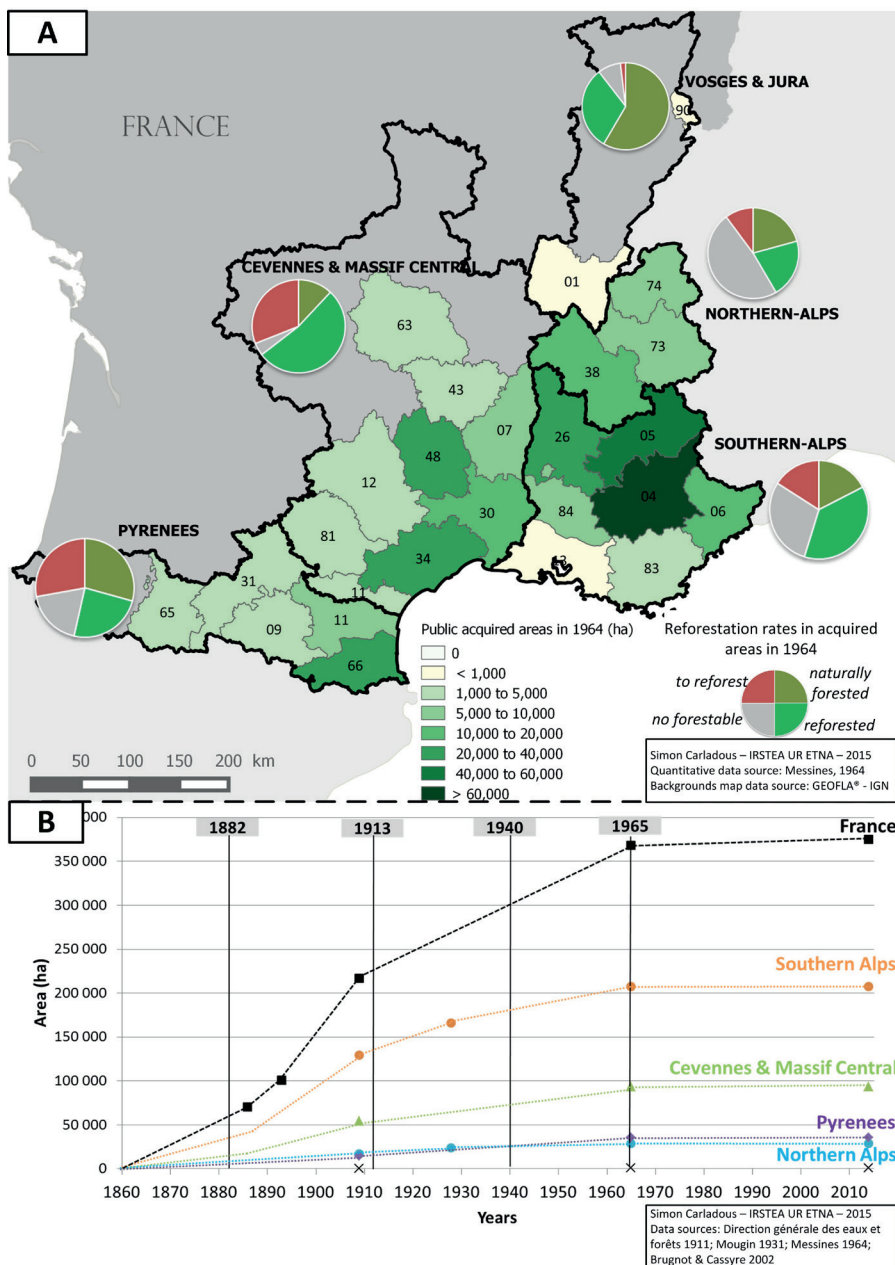 A
FRANCE
VOSGES & JURA
90
CEVENNES & MASSIF CENTRAL
01
74
NORTHERN-ALPS
63
73
38
43
07
26
05
SOUTHERN-ALPS
48
04
12
84
06
30
PYRENEES
81
34
83
31
11
65
09
11
66
Public acquired areas in 1964 (ha)
0
< 1,000
1,000 to 5,000
5,000 to 10,000
10,000 to 20,000
20,000 to 40,000
40,000 to 60,000
> 60,000
Reforestation rates in acquired
areas in 1964
to reforest
naturally
forested
no forestable
reforested
0 50 100 150 200 km
Simon Carladous – IRSTEA UR ETNA – 2015
Quantitative data source: Messines, 1964
Backgrounds map data source: GEOFLA® - IGN
B
1882
1913
1940
1965
France
350 000
300 000
250 000
200 000
150 000
100 000
50 000
0
Area (ha)
Southern Alps
Cevennes & Massif Central
Pyrenees
Northern Alps
1860 1870 1880 1890 1900 1910 1920 1930 1940 1950 1960 1970 1980 1990 2000 2010
Years
Simon Carladous – IRSTEA UR ETNA – 2015
Data sources: Direction générale des eaux et
forêts 1911; Mougin 1931; Messines 1964;
Brugnot & Cassyre 2002